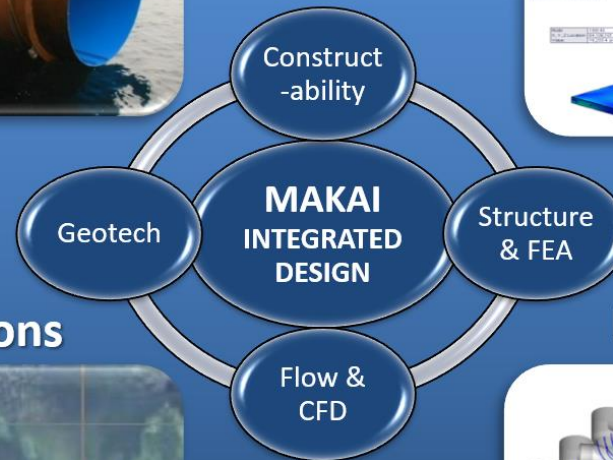 Construct
-ability
MAKAI
INTEGRATED
DESIGN
Geotech
Structure
& FEA
ons
Flow &
CFD